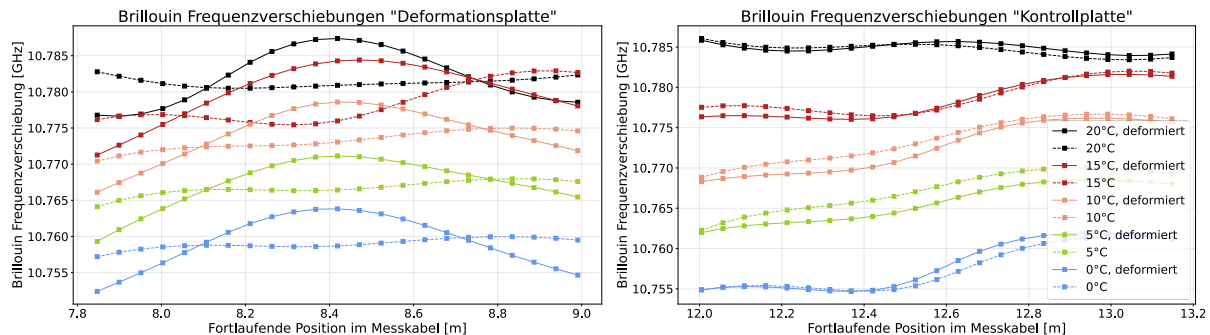 Brillouin Frequenzverschiebungen "Deformationsplatte"
Brillouin Frequenzverschiebung [GHz]
10.785
10.780
10.775
10.770
10.765
10.760
10.755
7.8
8.0
8.2
8.4
8.6
8.8
9.0
Fortlaufende Position im Messkabel [m]
Brillouin Frequenzverschiebungen "Kontrollplatte"
Brillouin Frequenzverschiebung [GHz]
10.785
10.780
10.775
10.770
10.765
10.760
10.755
12.0
12.2
12.4
12.6
12.8
13.0
13.2
Fortlaufende Position im Messkabel [m]
20°C, deformiert
20°C
15°C, deformiert
15°C
10°C, deformiert
10°C
5°C, deformiert
5°C
0°C, deformiert
0°C